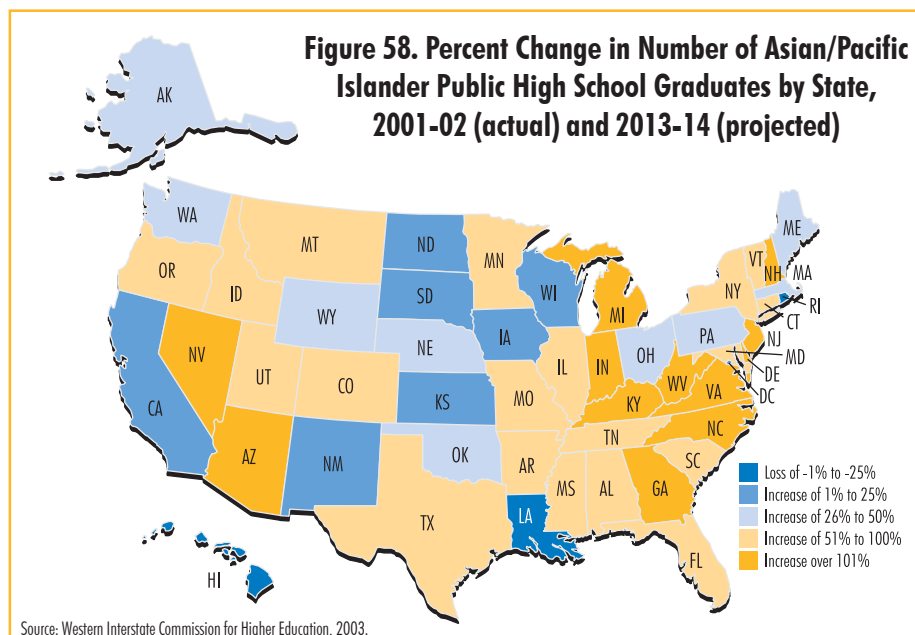 Figure 58. Percent Change in Number of Asian/Pacific
Islander Public High School Graduates by State,
2001-02 (actual) and 2013-14 (projected)
AK
WA
MT
ND
MN
ME
VT
NH
MA
OR
ID
SD
WI
NY
RI
CT
WY
MI
PA
NJ
IA
NE
OH
MD
NV
IL
IN
DE
UT
CO
WV
DC
CA
KS
MO
KY
VA
NC
TN
AZ
NM
OK
AR
SC
MS
AL
GA
TX
LA
FL
HI
Loss of -1% to -25%
Increase of 1% to 25%
Increase of 26% to 50%
Increase of 51% to 100%
Increase over 101%
Source: Western Interstate Commission for Higher Education, 2003.